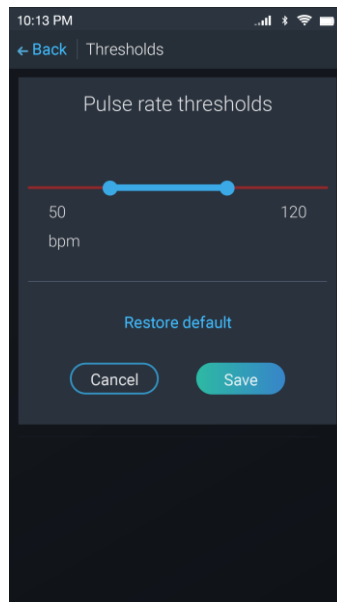 10:13 PM
← Back Thresholds
Pulse rate thresholds
50 120
bpm
Restore default
Cancel Save